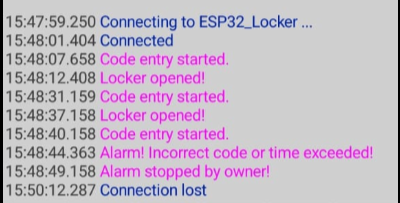 15:47:59.250 Connecting to ESP32_Locker ...
15:48:01.404 Connected
15:48:07.658 Code entry started.
15:48:12.408 Locker opened!
15:48:31.159 Code entry started.
15:48:37.158 Locker opened!
15:48:40.158 Code entry started.
15:48:44.363 Alarm! Incorrect code or time exceeded!
15:48:49.158 Alarm stopped by owner!
15:50:12.287 Connection lost